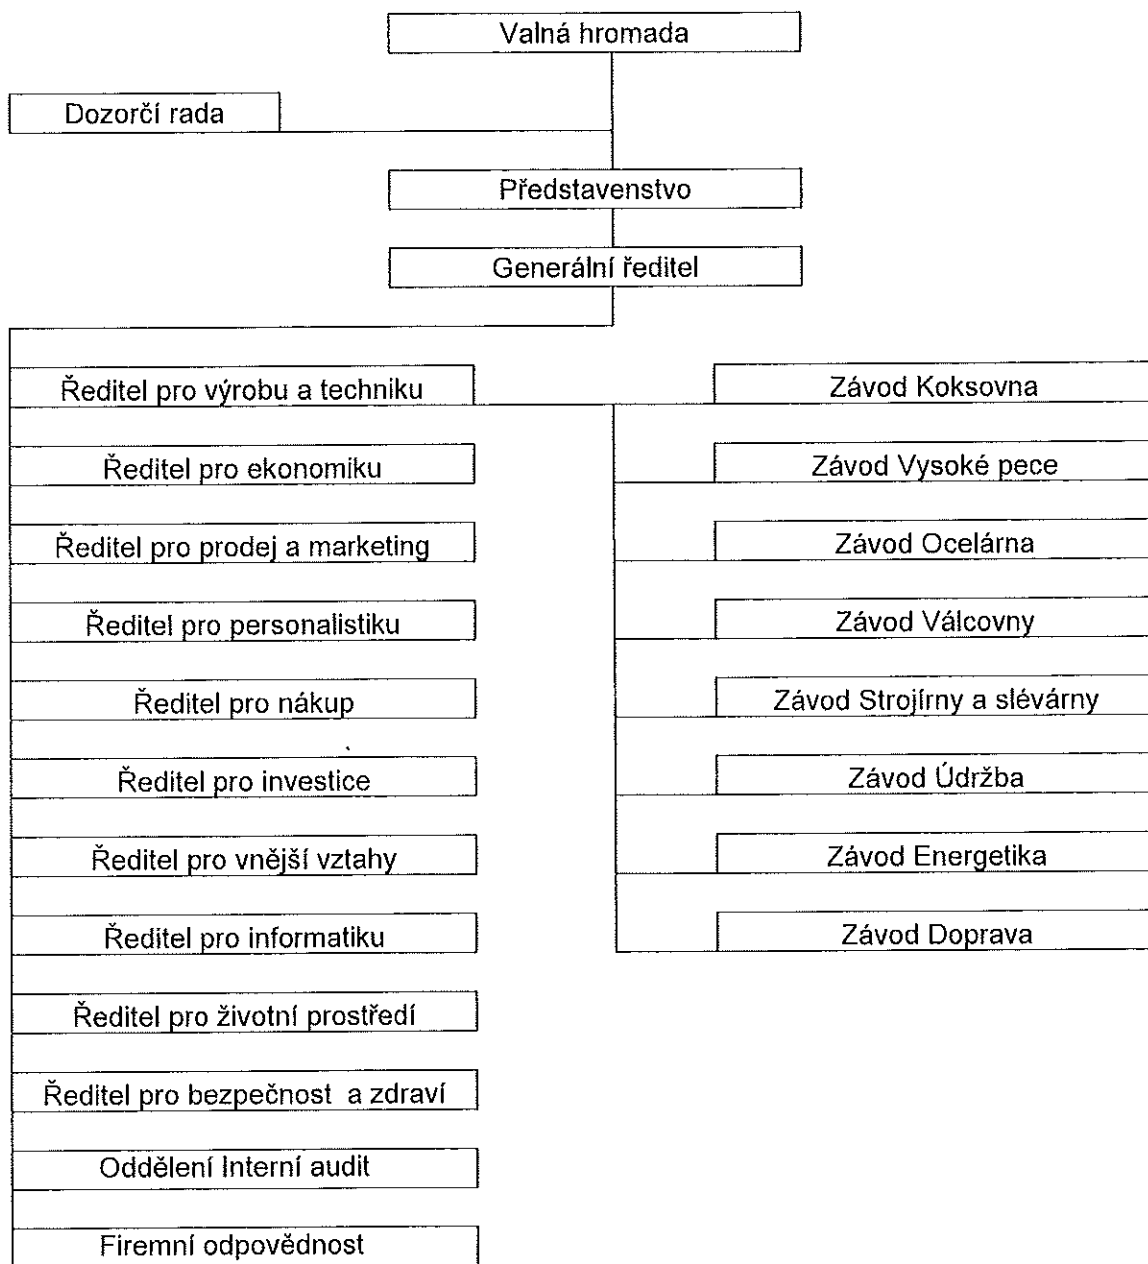 Valná hromada
Dozorčí rada
Představenstvo
Generální ředitel
Ředitel pro výrobu a techniku
Ředitel pro ekonomiku
Ředitel pro prodej a marketing
Ředitel pro personalistiku
Ředitel pro nákup
Ředitel pro investice
Ředitel pro vnější vztahy
Ředitel pro informatiku
Ředitel pro životní prostředí
Ředitel pro bezpečnost a zdraví
Oddělení Interní audit
Firemní odpovědnost
Závod Koksovna
Závod Vysoké pece
Závod Ocelárna
Závod Válcovny
Závod Strojírny a slévárny
Závod Údržba
Závod Energetika
Závod Doprava